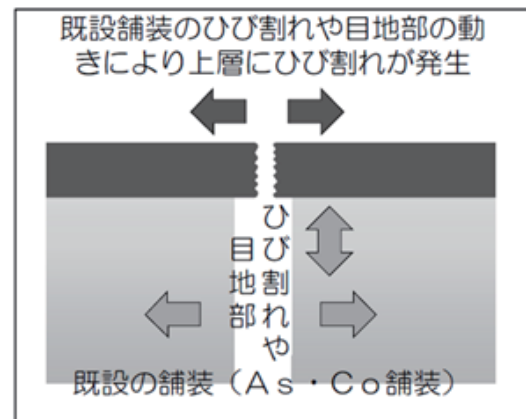 既設舗装のひび割れや目地部の動
きにより上層にひび割れが発生
ひび割れや
目地部
既設の舗装（Ａｓ・Ｃｏ舗装）